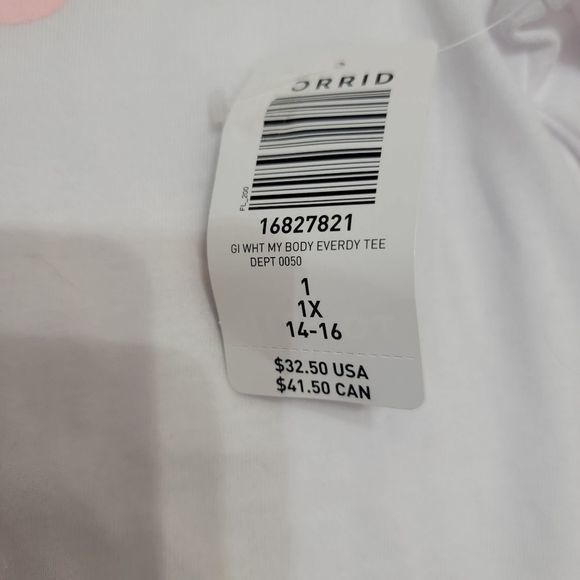 ORRID
FL_200
16827821
GI WHT MY BODY EVERDY TEE
DEPT 0050
1
1X
14-16
$32.50 USA
$41.50 CAN